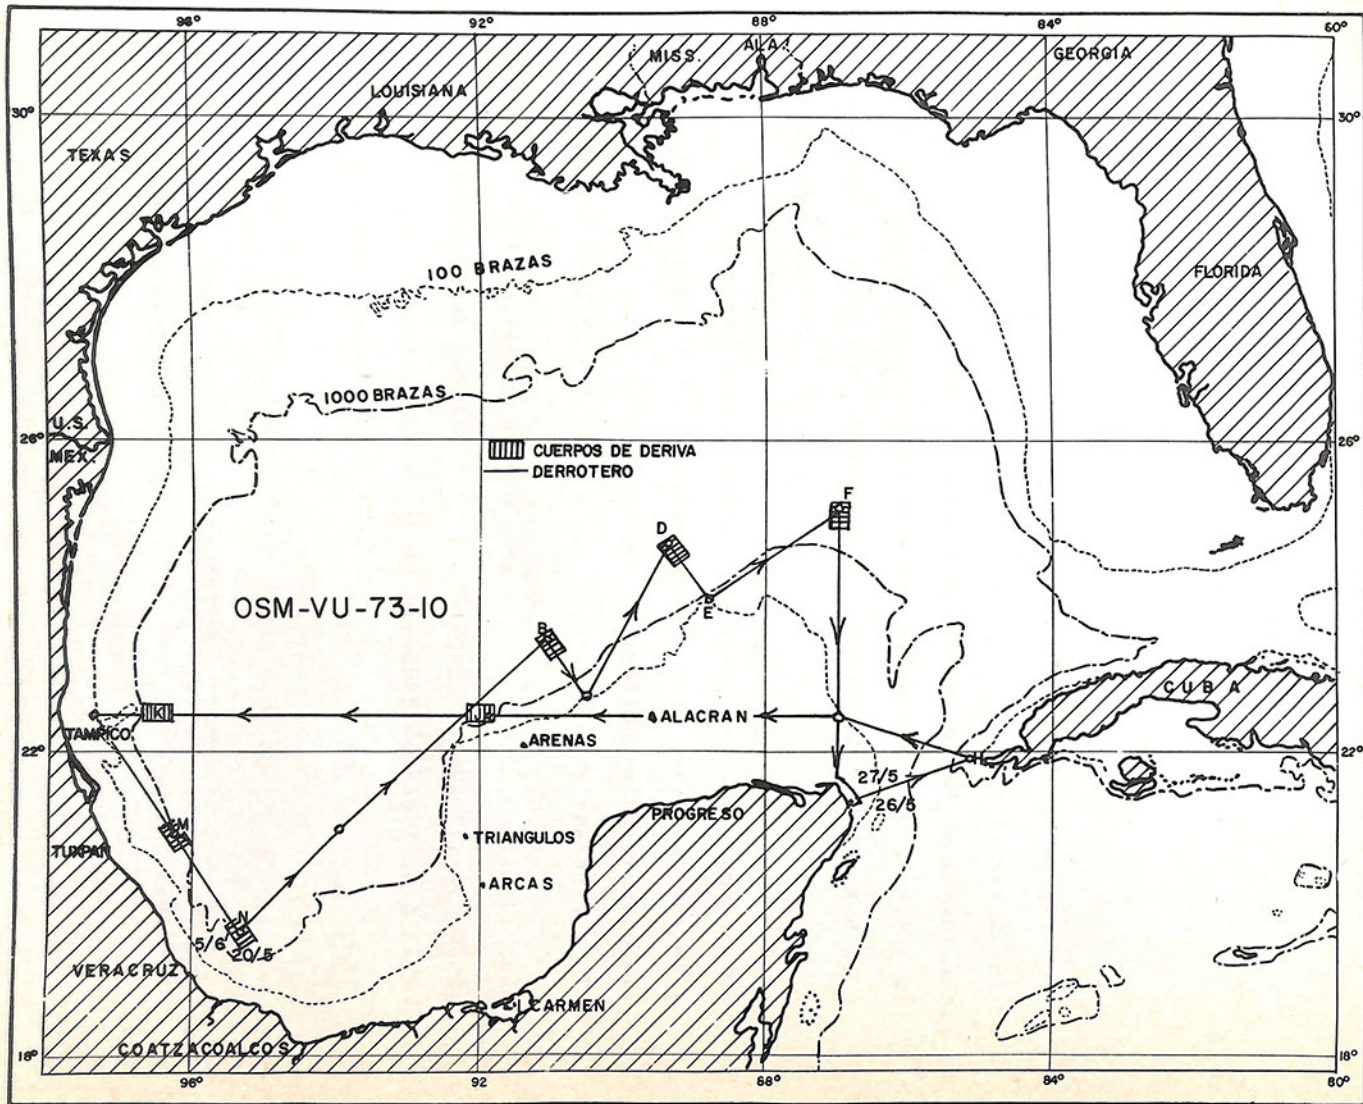 96° 92° 88° 84° 60°
MISS. ALA. GEORGIA
LOUISIANA
30° 30°
TEXAS
FLORIDA
100 BRAZAS
1000 BRAZAS
U.S.
26° 26°
MEX.
CUERPOS DE DERIVA
DERROTERO
F
D
E
OSM-VU-73-10
B
CUBA
K J ALACRAN
TAMPICO
ARENAS
22° H 22°
27/5
26/5
PROGRESO
M
TRIANGULOS
TUXPAN
ARCAS
N
5/6 20/5
VERACRUZ
CARMEN
COATZACOALCOS
18° 18°
96° 92 88° 84° 80°